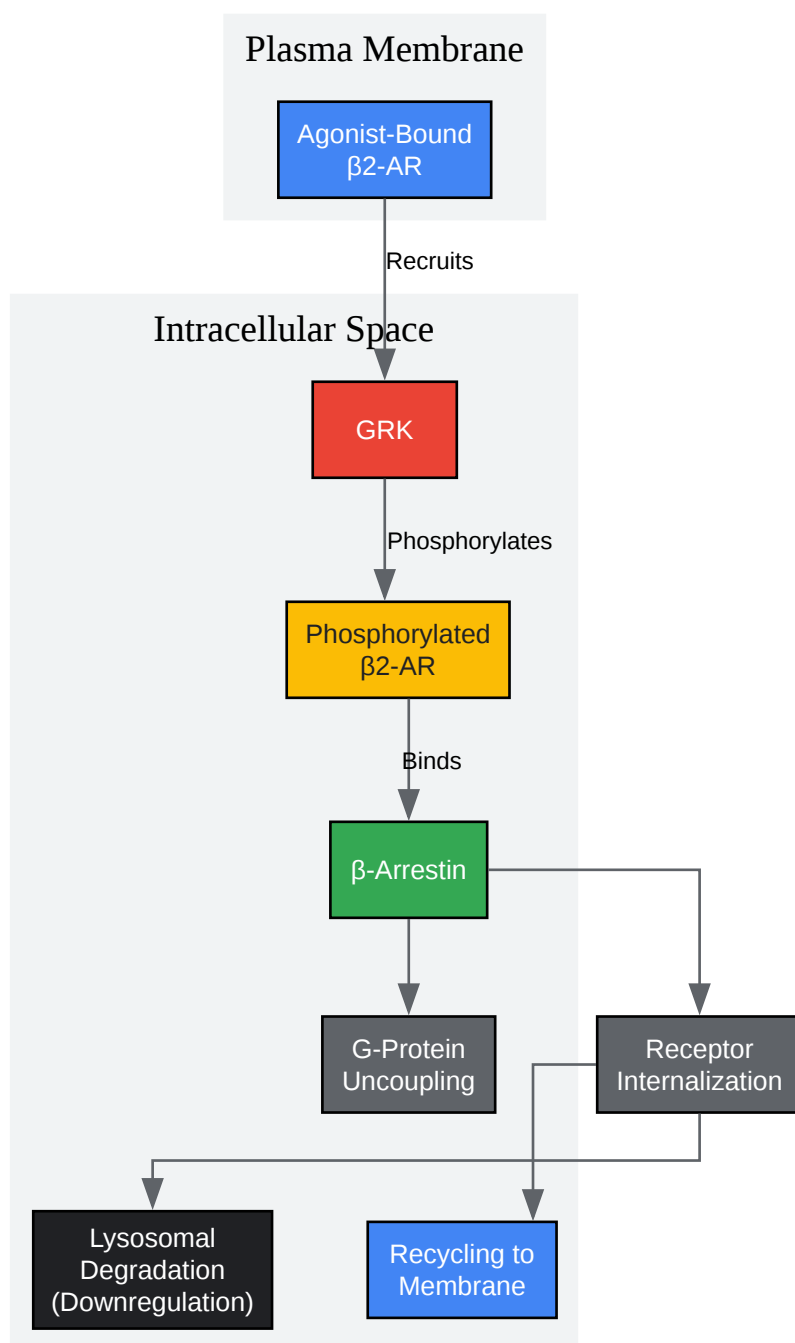 Plasma Membrane
Agonist-Bound
β2-AR
Recruits
Intracellular Space
GRK
Phosphorylates
Phosphorylated
β2-AR
Binds
β-Arrestin
G-Protein
Uncoupling
Receptor
Internalization
Lysosomal
Degradation
(Downregulation)
Recycling to
Membrane